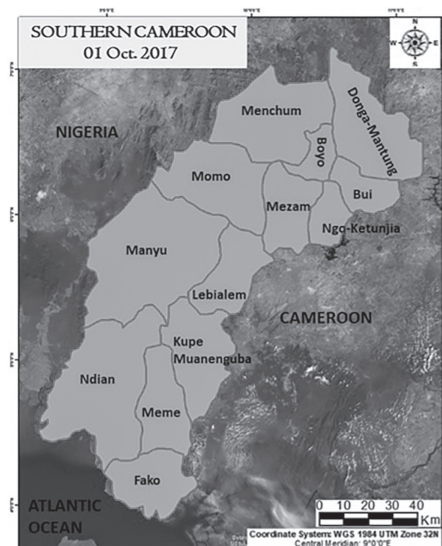 SOUTHERN CAMEROON
01 Oct. 2017
N
W
E
S
NIGERIA
Menchum
Donga-Mantung
Boyo
Momo
Mezam
Bui
Ngo-Ketunjia
Manyu
Lebialem
CAMEROON
Kupe
Muanenguba
Ndian
Meme
Fako
ATLANTIC
OCEAN
0 10 20 30 40
Km
Coordinate System: WGS 1984 UTM Zone 32N
Central Meridian: 9°0'0"E